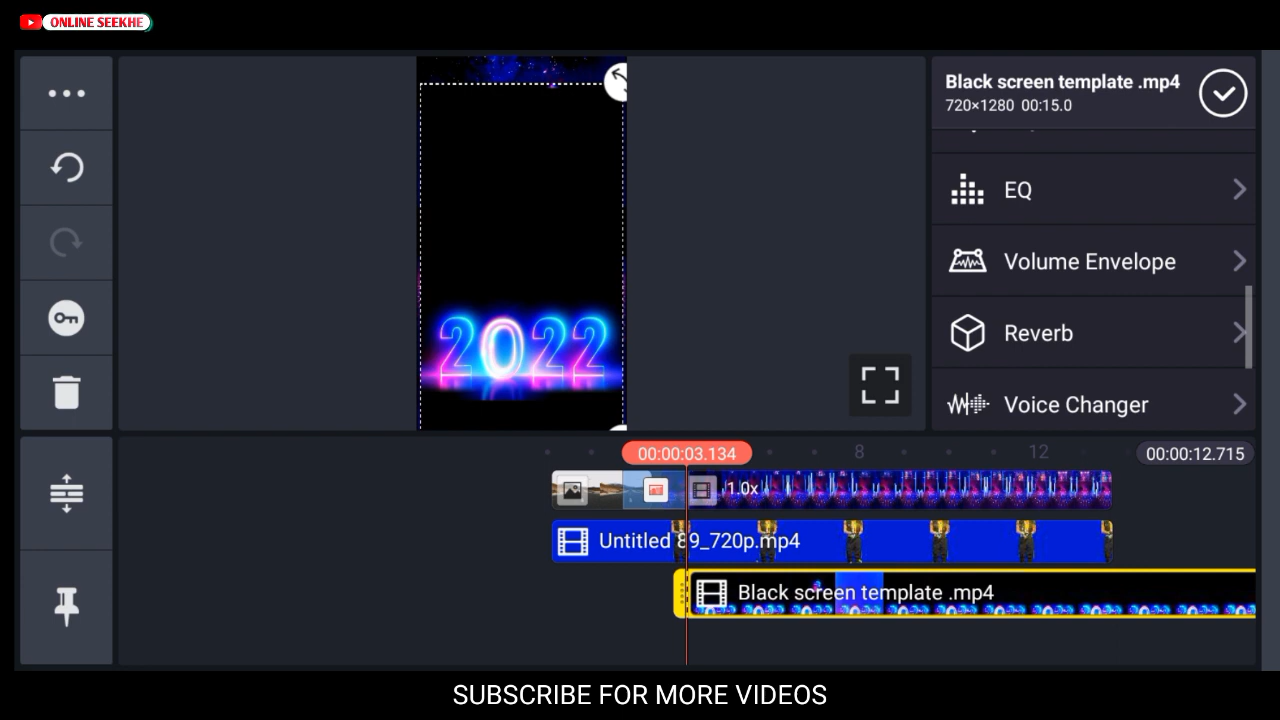 ONLINE SEEKHE
Black screen template .mp4
720×1280 00:15.0
EQ
Volume Envelope
Reverb
Voice Changer
2022
00:00:03.134
8
12
00:00:12.715
1.0x
Untitled 89_720p.mp4
Black screen template .mp4
SUBSCRIBE FOR MORE VIDEOS